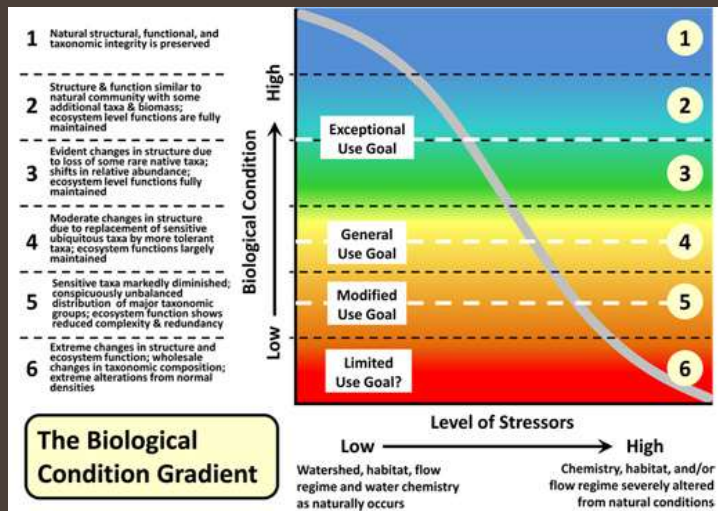 1
Natural structural, functional, and
taxonomic integrity is preserved
2
Structure & function similar to
natural community with some
additional taxa & biomass;
ecosystem level functions are fully
maintained
3
Evident changes in structure due
to loss of some rare native taxa;
shifts in relative abundance;
ecosystem level functions fully
maintained
4
Moderate changes in structure
due to replacement of sensitive
ubiquitous taxa by more tolerant
taxa; ecosystem functions largely
maintained
5
Sensitive taxa markedly diminished;
conspicuously unbalanced
distribution of major taxonomic
groups; ecosystem function shows
reduced complexity & redundancy
6
Extreme changes in structure and
ecosystem function; wholesale
changes in taxonomic composition;
extreme alterations from normal
densities
High
Biological Condition
Low
Exceptional
Use Goal
General
Use Goal
Modified
Use Goal
Limited
Use Goal?
1
2
3
4
5
6
Level of Stressors
Low
High
Watershed, habitat, flow
regime and water chemistry
as naturally occurs
Chemistry, habitat, and/or
flow regime severely altered
from natural conditions
The Biological
Condition Gradient